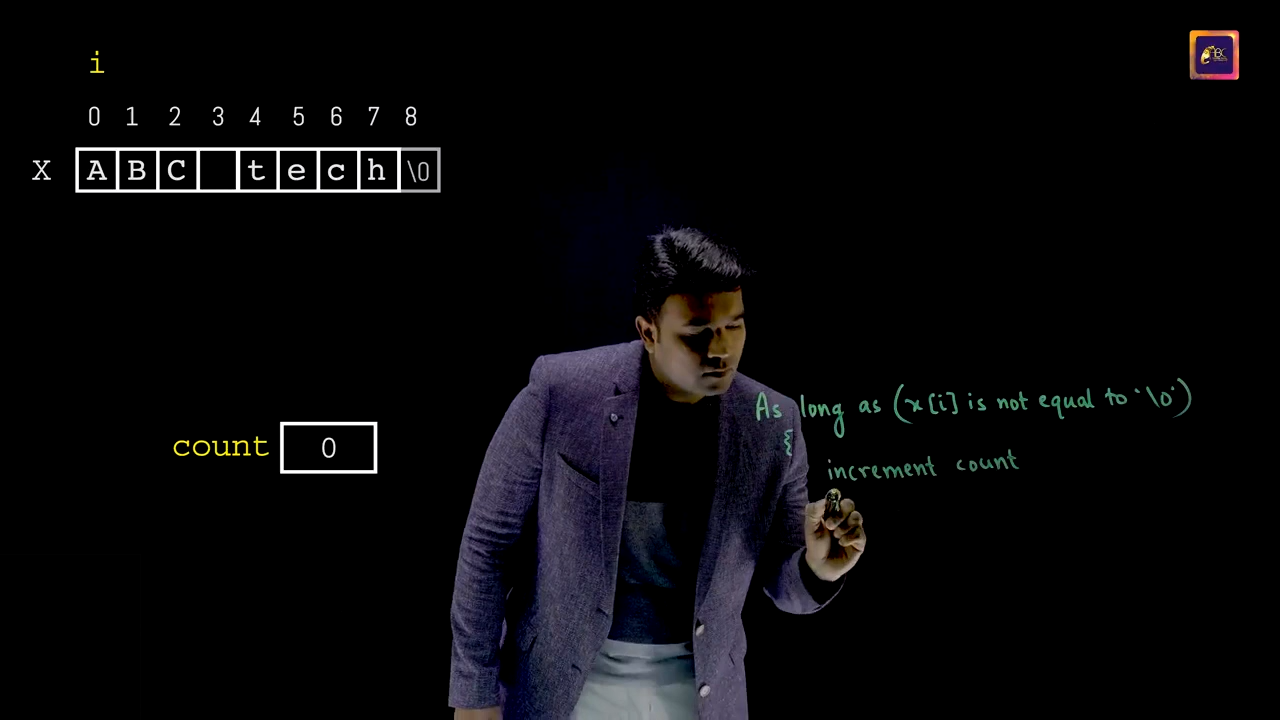 i
0 1 2 3 4 5 6 7 8
X A B C t e c h \0
count 0
As long as (x[i] is not equal to '\0')
{
increment count
ABC